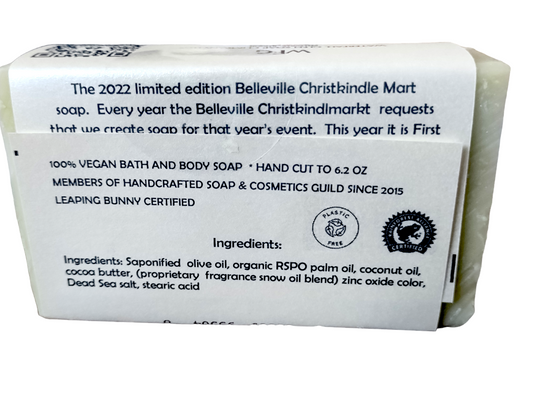 The 2022 limited edition Belleville Christkindle Mart
soap. Every year the Belleville Christkindlmarkt requests
that we create soap for that year's event. This year it is First
100% VEGAN BATH AND BODY SOAP * HAND CUT TO 6.2 OZ
MEMBERS OF HANDCRAFTED SOAP & COSMETICS GUILD SINCE 2015
LEAPING BUNNY CERTIFIED
PLASTIC
FREE
CERTIFIED
Ingredients:
Ingredients: Saponified olive oil, organic RSPO palm oil, coconut oil,
cocoa butter, (proprietary fragrance snow oil blend) zinc oxide color,
Dead Sea salt, stearic acid